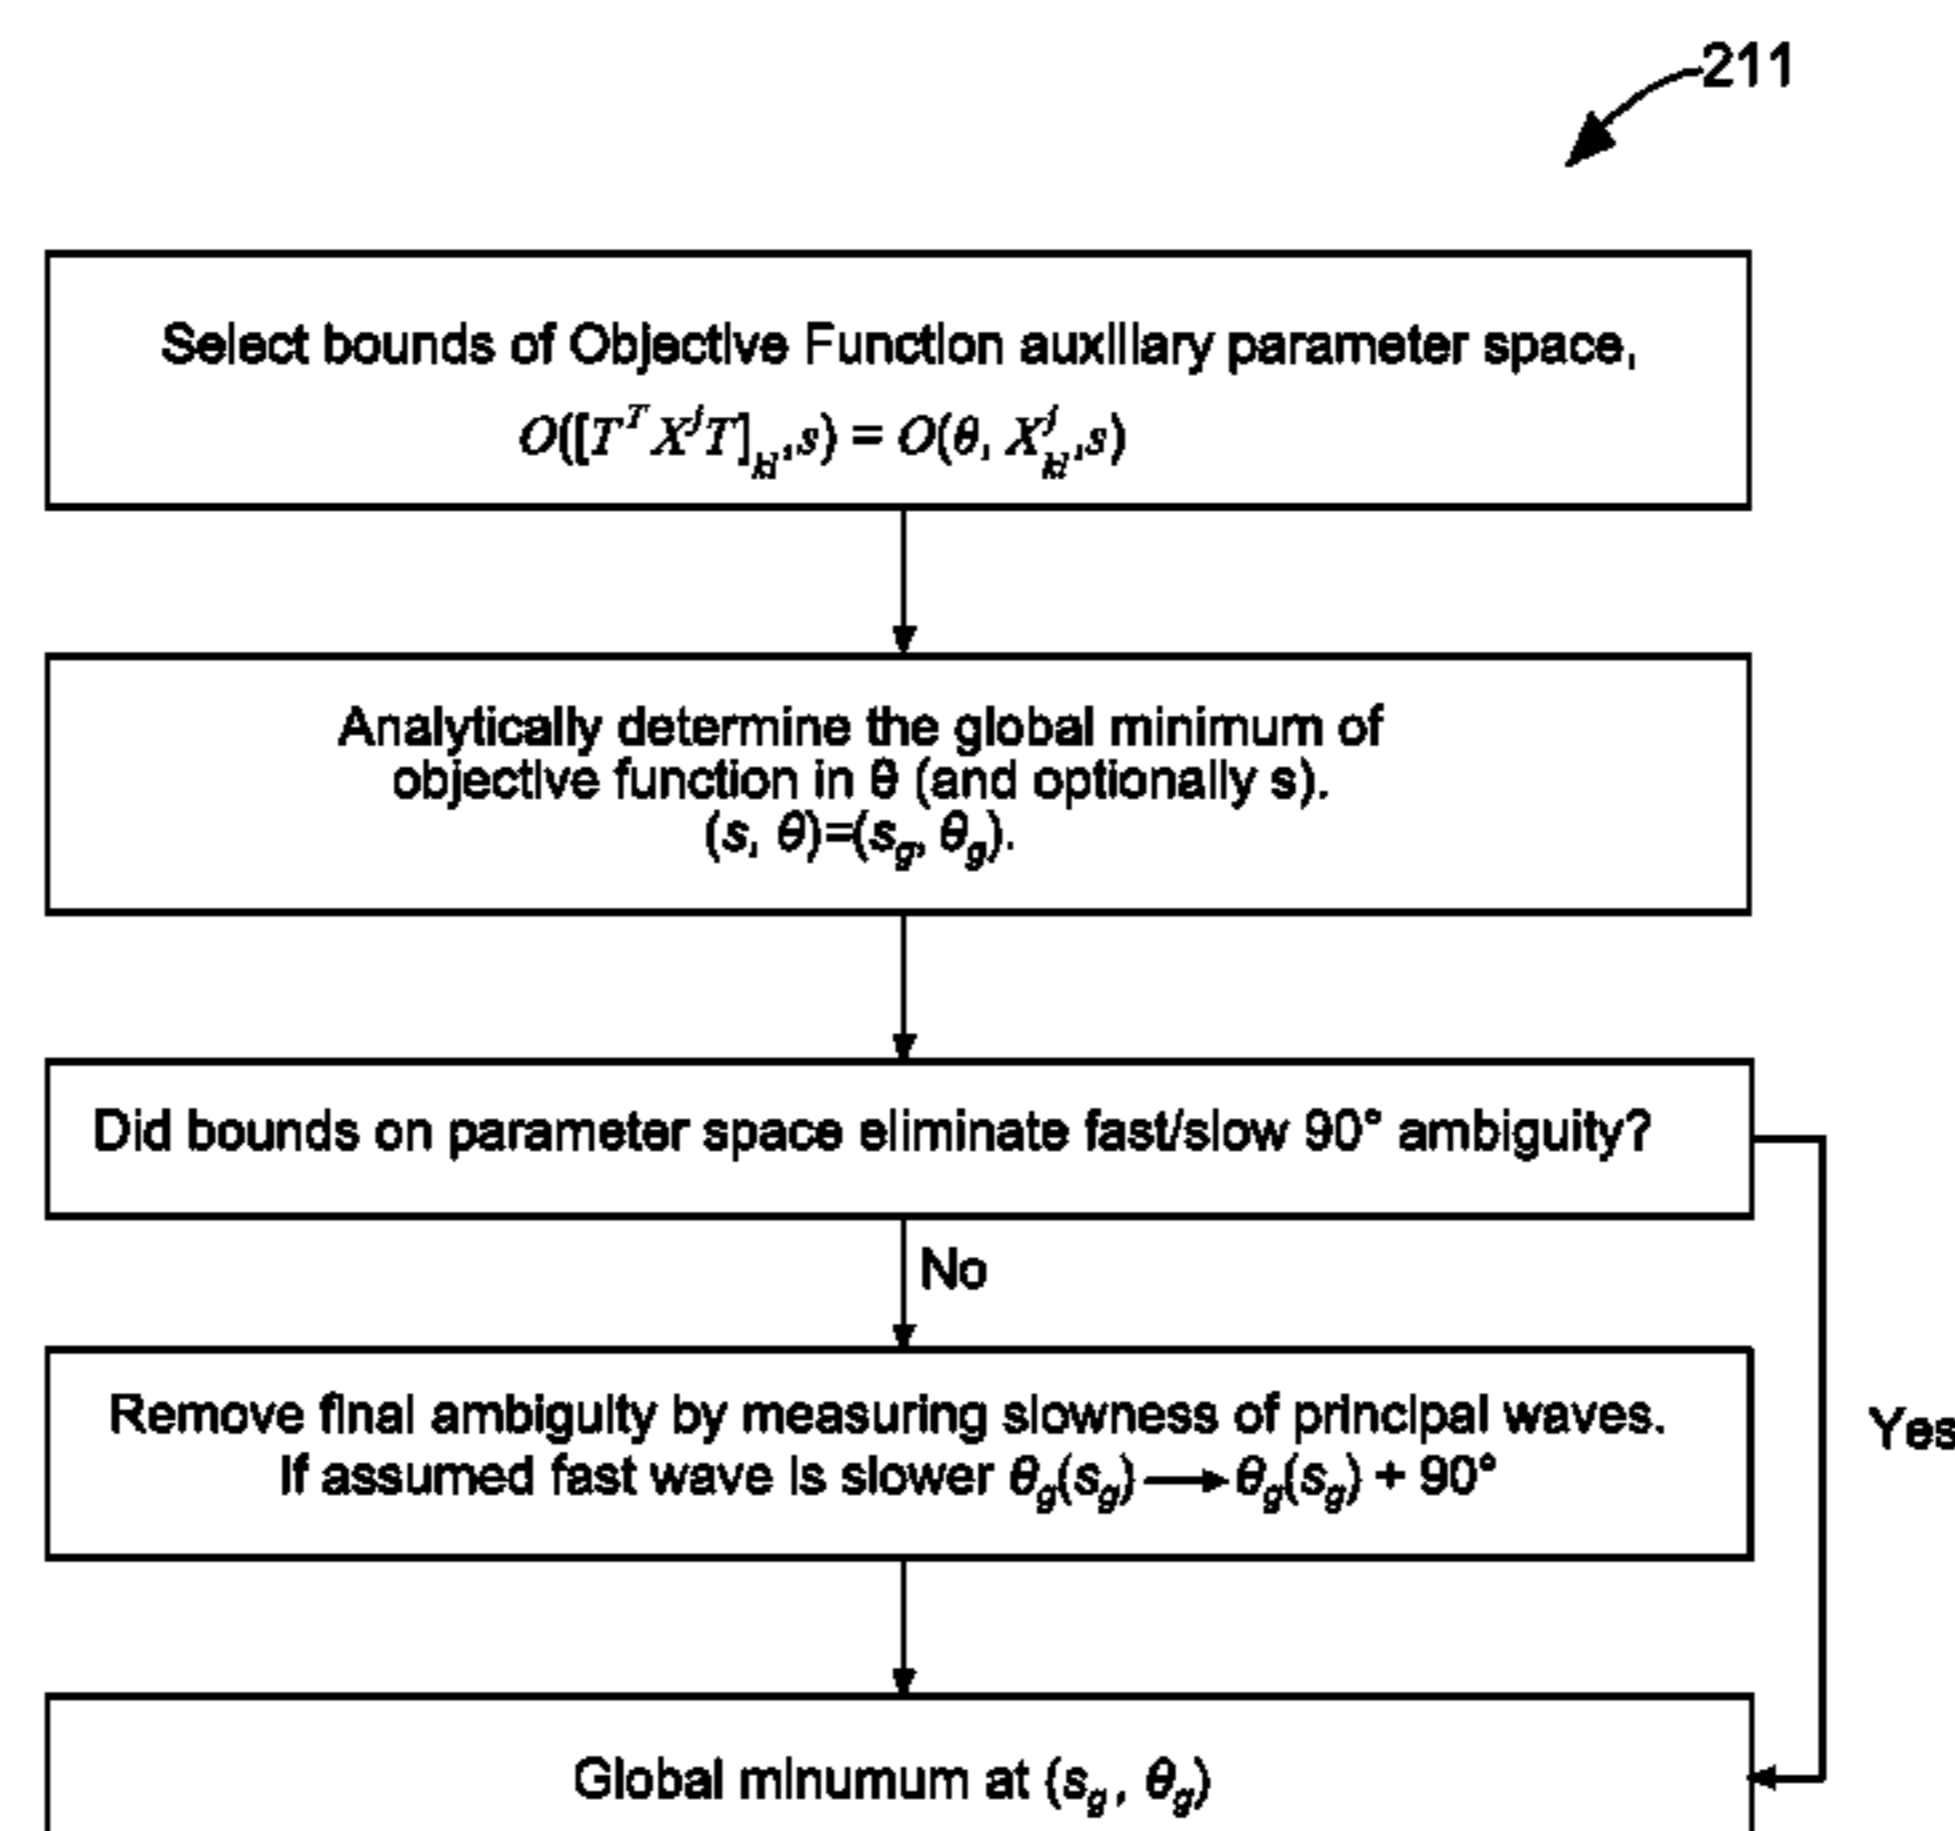 211
Select bounds of Objective Function auxiliary parameter space,
O([T^T X^j T]_{kl}, s) = O(θ, X^j_{kl}, s)
Analytically determine the global minimum of
objective function in θ (and optionally s).
(s, θ)=(s_g, θ_g).
Did bounds on parameter space eliminate fast/slow 90° ambiguity?
No
Remove final ambiguity by measuring slowness of principal waves.
If assumed fast wave is slower θ_g(s_g) → θ_g(s_g) + 90°
Yes
Global minumum at (s_g, θ_g)